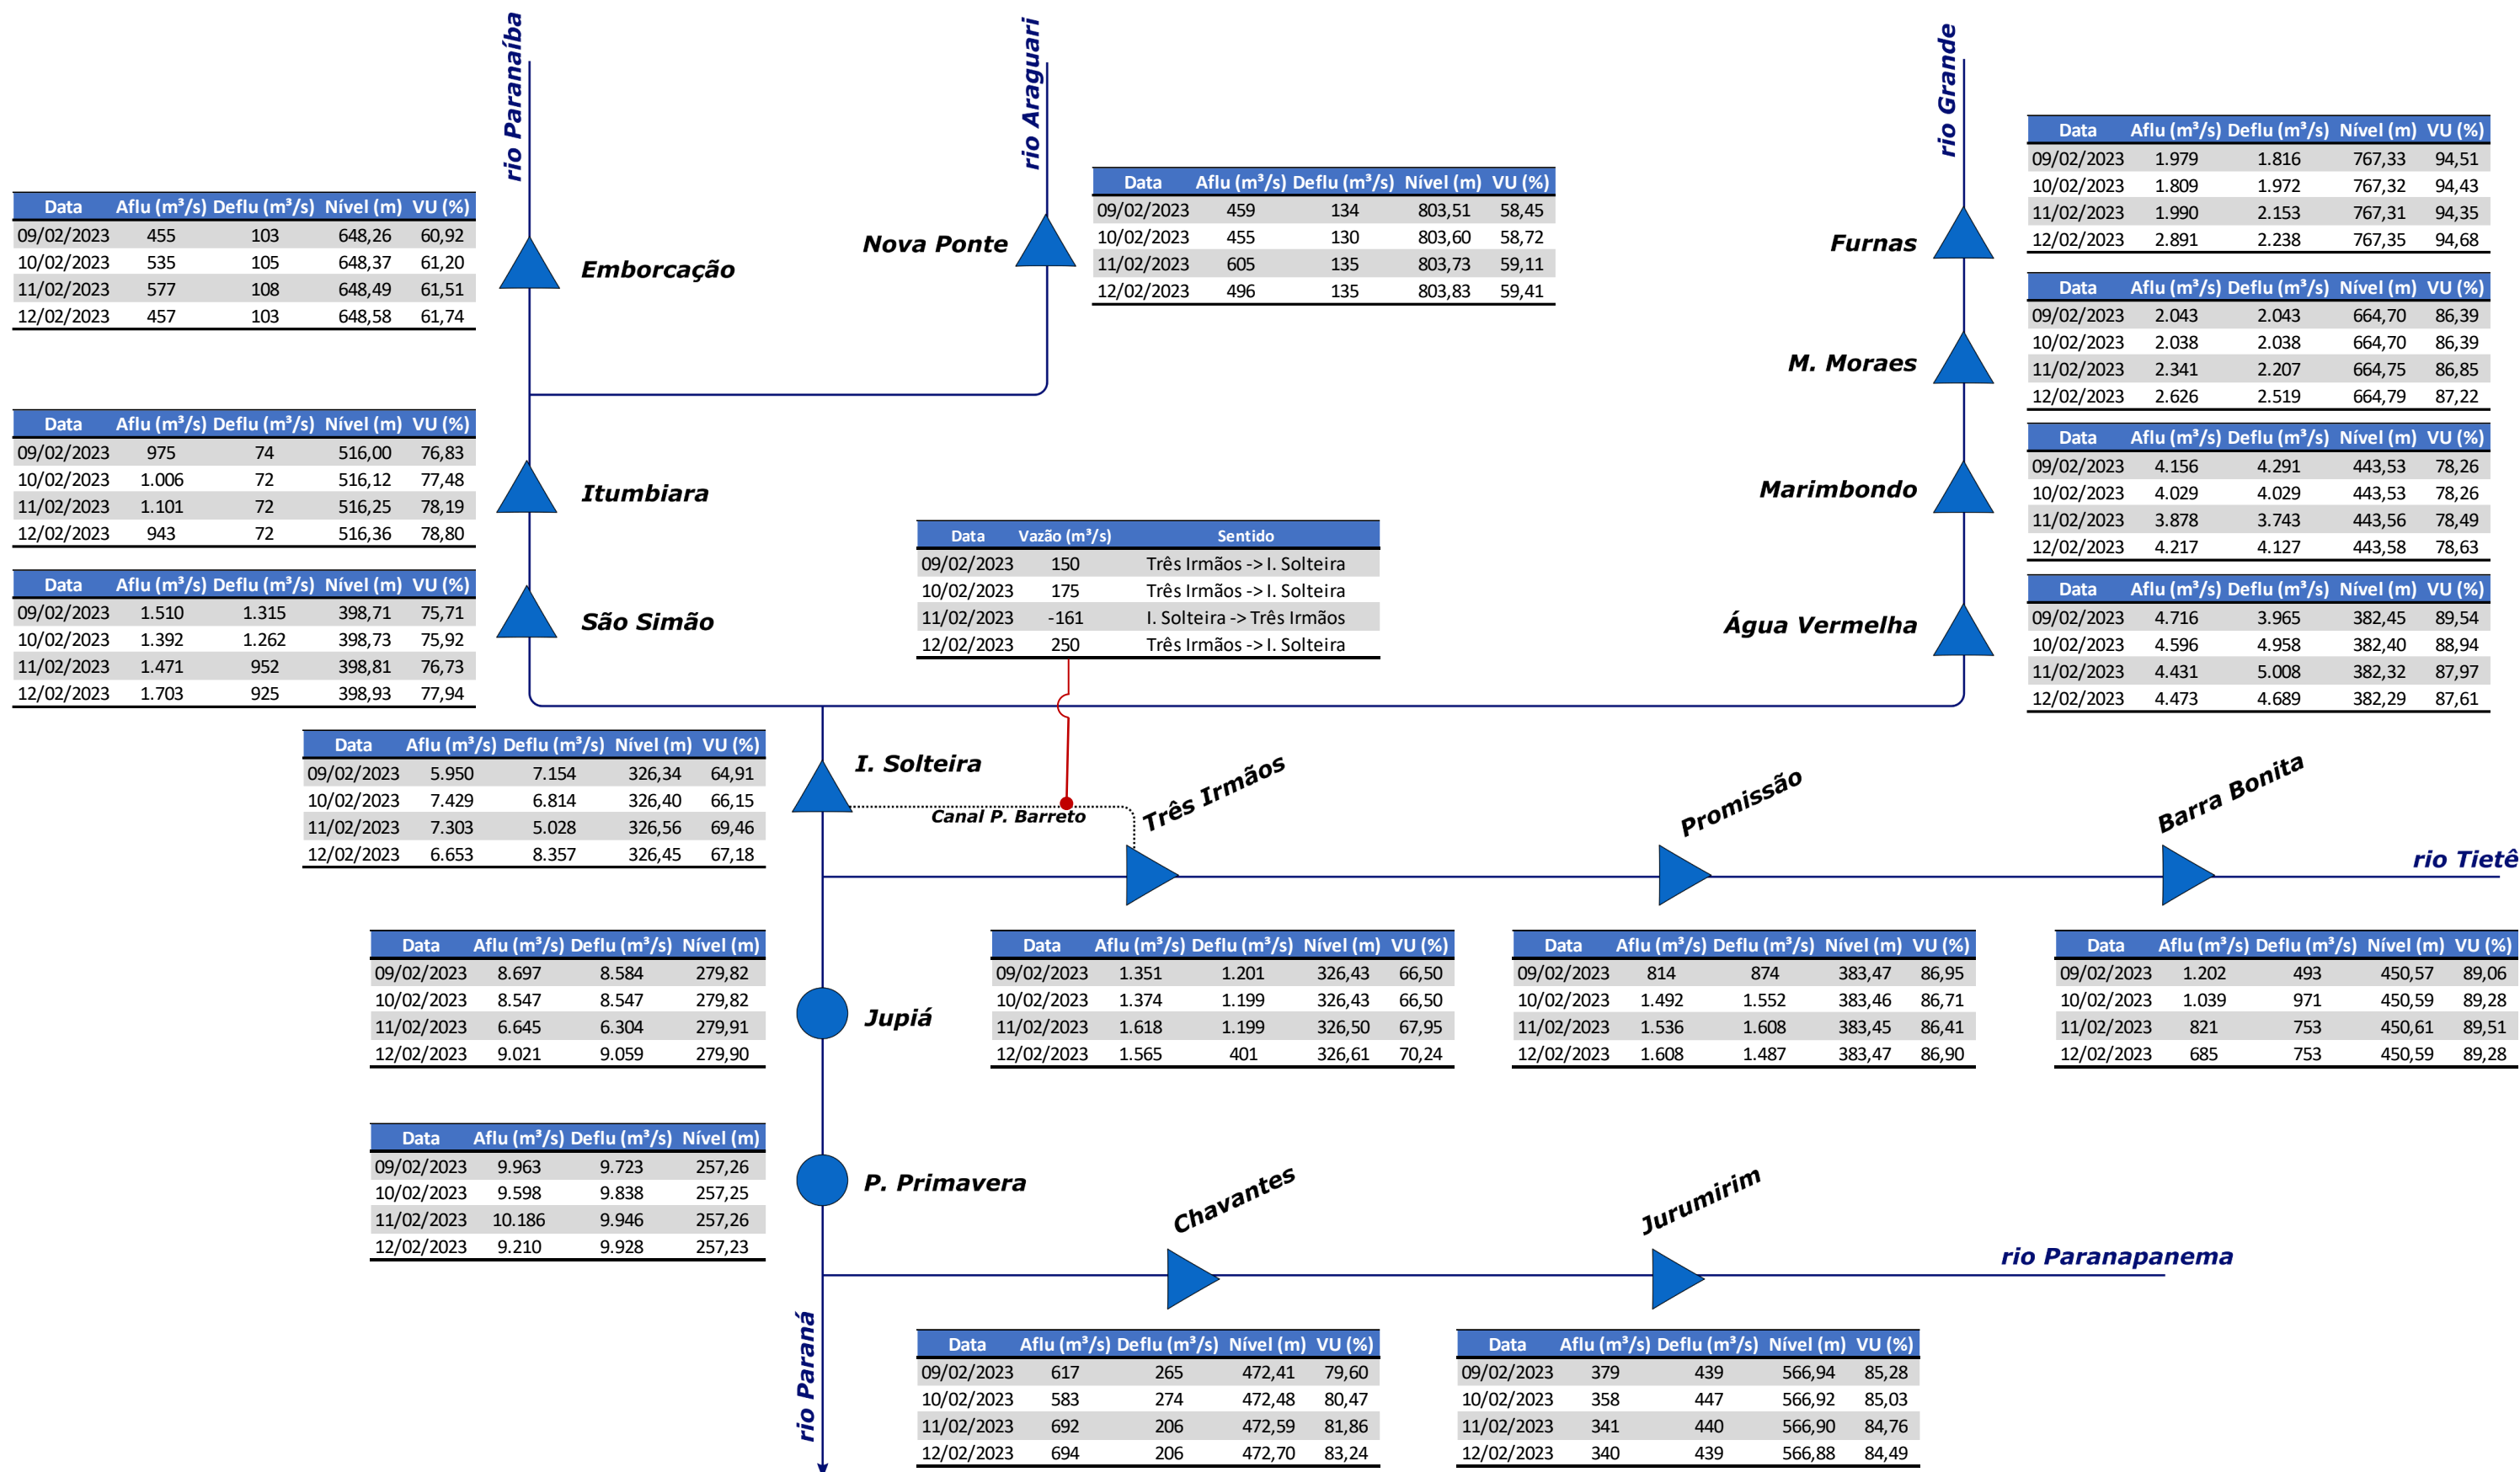 rio Paranaíba
rio Araguari
rio Grande
Data Aflu (m³/s) Deflu (m³/s) Nível (m) VU (%)
09/02/2023 455 103 648,26 60,92
10/02/2023 535 105 648,37 61,20
11/02/2023 577 108 648,49 61,51
12/02/2023 457 103 648,58 61,74
Emborcação
Nova Ponte
Data Aflu (m³/s) Deflu (m³/s) Nível (m) VU (%)
09/02/2023 459 134 803,51 58,45
10/02/2023 455 130 803,60 58,72
11/02/2023 605 135 803,73 59,11
12/02/2023 496 135 803,83 59,41
Furnas
Data Aflu (m³/s) Deflu (m³/s) Nível (m) VU (%)
09/02/2023 1.979 1.816 767,33 94,51
10/02/2023 1.809 1.972 767,32 94,43
11/02/2023 1.990 2.153 767,31 94,35
12/02/2023 2.891 2.238 767,35 94,68
M. Moraes
Data Aflu (m³/s) Deflu (m³/s) Nível (m) VU (%)
09/02/2023 2.043 2.043 664,70 86,39
10/02/2023 2.038 2.038 664,70 86,39
11/02/2023 2.341 2.207 664,75 86,85
12/02/2023 2.626 2.519 664,79 87,22
Data Aflu (m³/s) Deflu (m³/s) Nível (m) VU (%)
09/02/2023 975 74 516,00 76,83
10/02/2023 1.006 72 516,12 77,48
11/02/2023 1.101 72 516,25 78,19
12/02/2023 943 72 516,36 78,80
Itumbiara
Marimbondo
Data Aflu (m³/s) Deflu (m³/s) Nível (m) VU (%)
09/02/2023 4.156 4.291 443,53 78,26
10/02/2023 4.029 4.029 443,53 78,26
11/02/2023 3.878 3.743 443,56 78,49
12/02/2023 4.217 4.127 443,58 78,63
Data Aflu (m³/s) Deflu (m³/s) Nível (m) VU (%)
09/02/2023 1.510 1.315 398,71 75,71
10/02/2023 1.392 1.262 398,73 75,92
11/02/2023 1.471 952 398,81 76,73
12/02/2023 1.703 925 398,93 77,94
São Simão
Data Vazão (m³/s) Sentido
09/02/2023 150 Três Irmãos -> I. Solteira
10/02/2023 175 Três Irmãos -> I. Solteira
11/02/2023 -161 I. Solteira -> Três Irmãos
12/02/2023 250 Três Irmãos -> I. Solteira
Água Vermelha
Data Aflu (m³/s) Deflu (m³/s) Nível (m) VU (%)
09/02/2023 4.716 3.965 382,45 89,54
10/02/2023 4.596 4.958 382,40 88,94
11/02/2023 4.431 5.008 382,32 87,97
12/02/2023 4.473 4.689 382,29 87,61
Data Aflu (m³/s) Deflu (m³/s) Nível (m) VU (%)
09/02/2023 5.950 7.154 326,34 64,91
10/02/2023 7.429 6.814 326,40 66,15
11/02/2023 7.303 5.028 326,56 69,46
12/02/2023 6.653 8.357 326,45 67,18
I. Solteira
Canal P. Barreto
Três Irmãos
Promissão
Barra Bonita
rio Tietê
Data Aflu (m³/s) Deflu (m³/s) Nível (m)
09/02/2023 8.697 8.584 279,82
10/02/2023 8.547 8.547 279,82
11/02/2023 6.645 6.304 279,91
12/02/2023 9.021 9.059 279,90
Jupiá
Data Aflu (m³/s) Deflu (m³/s) Nível (m) VU (%)
09/02/2023 1.351 1.201 326,43 66,50
10/02/2023 1.374 1.199 326,43 66,50
11/02/2023 1.618 1.199 326,50 67,95
12/02/2023 1.565 401 326,61 70,24
Data Aflu (m³/s) Deflu (m³/s) Nível (m) VU (%)
09/02/2023 814 874 383,47 86,95
10/02/2023 1.492 1.552 383,46 86,71
11/02/2023 1.536 1.608 383,45 86,41
12/02/2023 1.608 1.487 383,47 86,90
Data Aflu (m³/s) Deflu (m³/s) Nível (m) VU (%)
09/02/2023 1.202 493 450,57 89,06
10/02/2023 1.039 971 450,59 89,28
11/02/2023 821 753 450,61 89,51
12/02/2023 685 753 450,59 89,28
Data Aflu (m³/s) Deflu (m³/s) Nível (m)
09/02/2023 9.963 9.723 257,26
10/02/2023 9.598 9.838 257,25
11/02/2023 10.186 9.946 257,26
12/02/2023 9.210 9.928 257,23
P. Primavera
Chavantes
Jurumirim
rio Paranapanema
rio Paraná
Data Aflu (m³/s) Deflu (m³/s) Nível (m) VU (%)
09/02/2023 617 265 472,41 79,60
10/02/2023 583 274 472,48 80,47
11/02/2023 692 206 472,59 81,86
12/02/2023 694 206 472,70 83,24
Data Aflu (m³/s) Deflu (m³/s) Nível (m) VU (%)
09/02/2023 379 439 566,94 85,28
10/02/2023 358 447 566,92 85,03
11/02/2023 341 440 566,90 84,76
12/02/2023 340 439 566,88 84,49